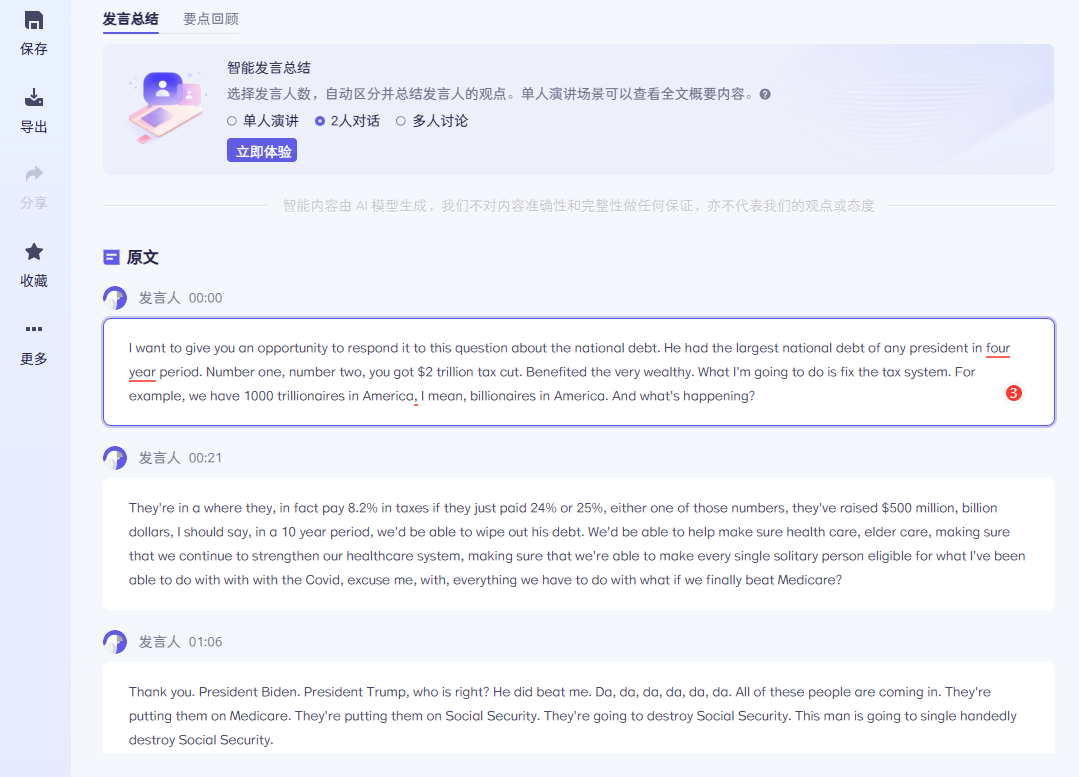 保存
导出
分享
收藏
更多
发言总结 要点回顾
智能发言总结
选择发言人数，自动区分并总结发言人的观点。单人演讲场景可以查看全文概要内容。
单人演讲 2人对话 多人讨论
立即体验
智能内容由 AI 模型生成，我们不对内容准确性和完整性做任何保证，亦不代表我们的观点或态度
原文
发言人 00:00
I want to give you an opportunity to respond it to this question about the national debt. He had the largest national debt of any president in four
year period. Number one, number two, you got $2 trillion tax cut. Benefited the very wealthy. What I'm going to do is fix the tax system. For
example, we have 1000 trillionaires in America, I mean, billionaires in America. And what's happening?
3
发言人 00:21
They're in a where they, in fact pay 8.2% in taxes if they just paid 24% or 25%, either one of those numbers, they've raised $500 million, billion
dollars, I should say, in a 10 year period, we'd be able to wipe out his debt. We'd be able to help make sure health care, elder care, making sure
that we continue to strengthen our healthcare system, making sure that we're able to make every single solitary person eligible for what I've been
able to do with with with the Covid, excuse me, with, everything we have to do with what if we finally beat Medicare?
发言人 01:06
Thank you. President Biden. President Trump, who is right? He did beat me. Da, da, da, da, da, da. All of these people are coming in. They're
putting them on Medicare. They're putting them on Social Security. They're going to destroy Social Security. This man is going to single handedly
destroy Social Security.